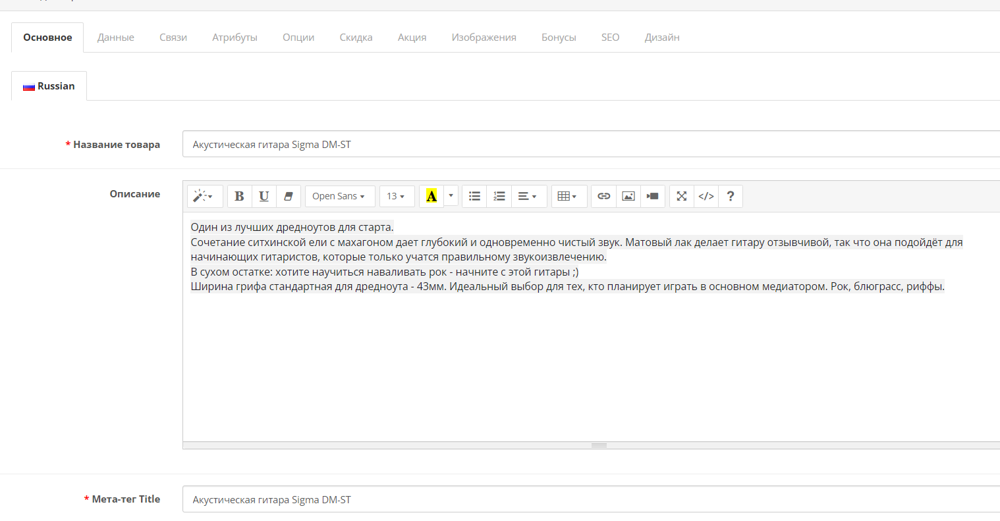 Основное Данные Связи Атрибуты Опции Скидка Акция Изображения Бонусы SEO Дизайн
Russian
* Название товара
Акустическая гитара Sigma DM-ST
Описание
B U Open Sans 13 A </> ?
Один из лучших дредноутов для старта.
Сочетание ситхинской ели с махагоном дает глубокий и одновременно чистый звук. Матовый лак делает гитару отзывчивой, так что она подойдёт для
начинающих гитаристов, которые только учатся правильному звукоизвлечению.
В сухом остатке: хотите научиться наваливать рок - начните с этой гитары ;)
Ширина грифа стандартная для дредноута - 43мм. Идеальный выбор для тех, кто планирует играть в основном медиатором. Рок, блюграсс, риффы.
* Мета-тег Title
Акустическая гитара Sigma DM-ST